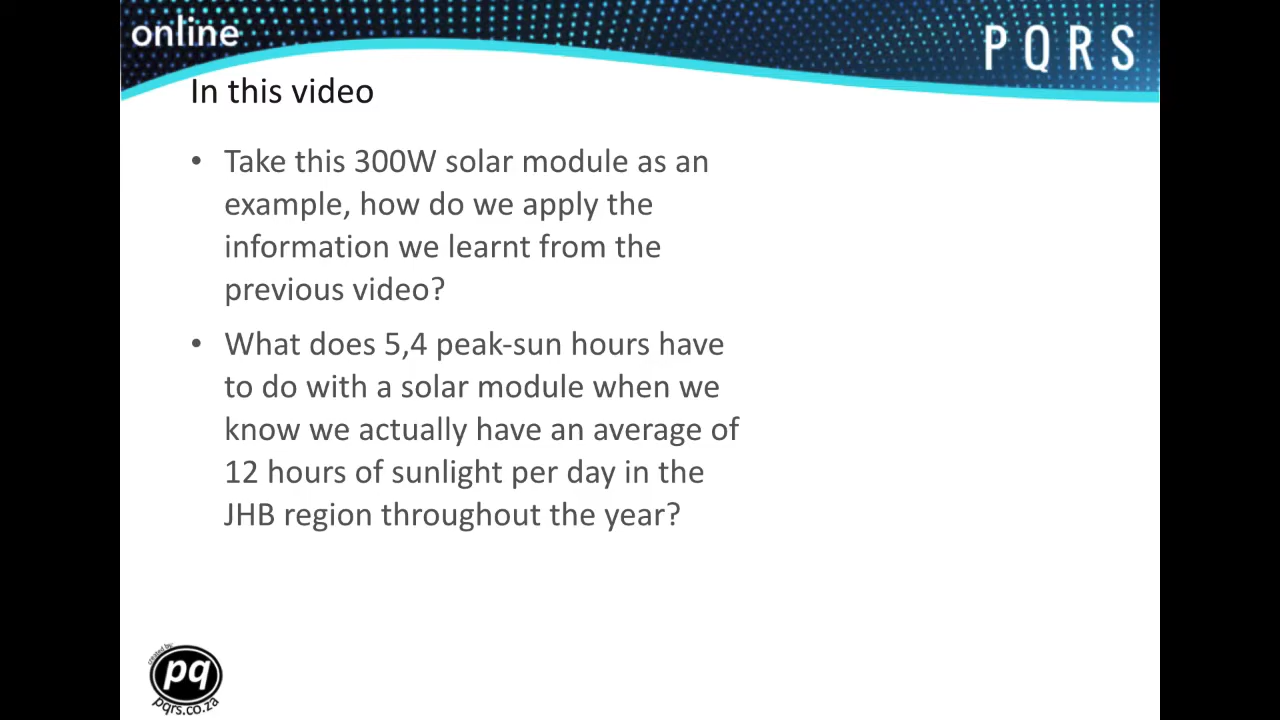 online
PQRS
In this video
• Take this 300W solar module as an
example, how do we apply the
information we learnt from the
previous video?
• What does 5,4 peak-sun hours have
to do with a solar module when we
know we actually have an average of
12 hours of sunlight per day in the
JHB region throughout the year?
created by:
pq
pqrs.co.za